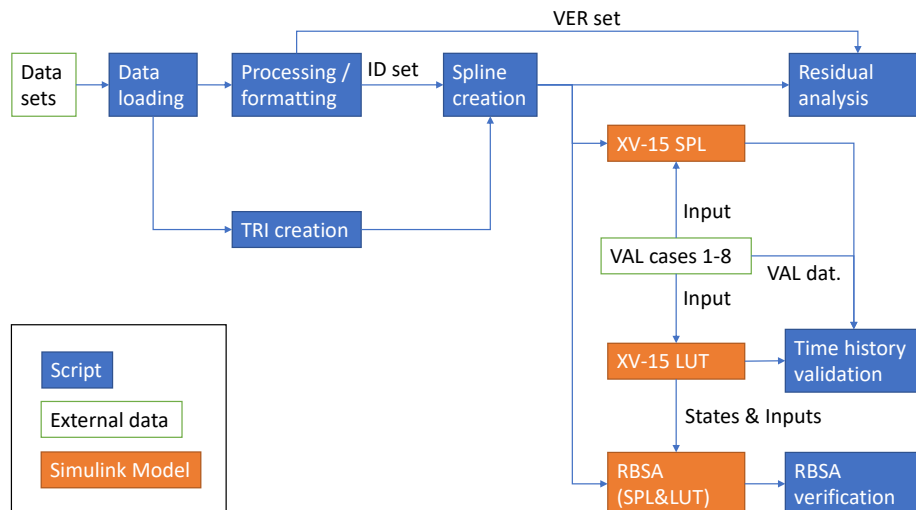 VER set
Data
sets
Data
loading
Processing /
formatting
ID set
Spline
creation
Residual
analysis
XV-15 SPL
TRI creation
Input
VAL cases 1-8
VAL dat.
Input
XV-15 LUT
Time history
validation
States & Inputs
RBSA
(SPL&LUT)
RBSA
verification
Script
External data
Simulink Model